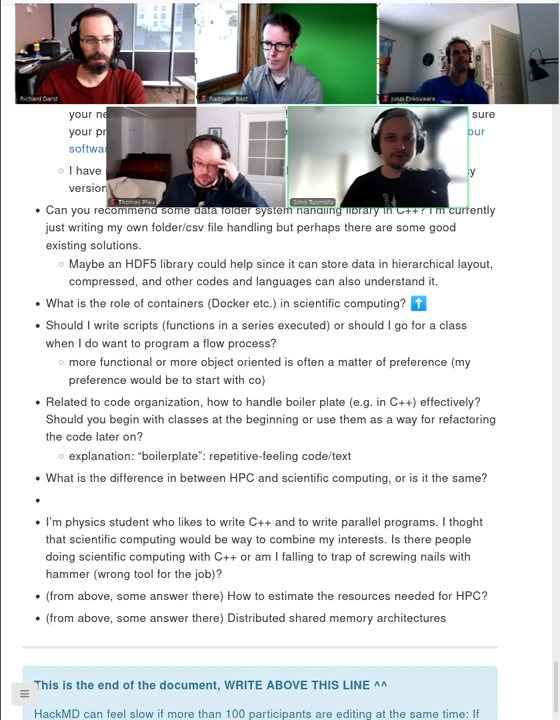 Richard Darst
Radovan Bast
Jussi Enkovaara
your ne
sure
your pr
our
softwar
I have
cy
version
Thomas Pfau
Simo Tuomisto
Can you recommend some data folder system handling library in C++? I'm currently
just writing my own folder/csv file handling but perhaps there are some good
existing solutions.
Maybe an HDF5 library could help since it can store data in hierarchical layout,
compressed, and other codes and languages can also understand it.
What is the role of containers (Docker etc.) in scientific computing? ⬆️
Should I write scripts (functions in a series executed) or should I go for a class
when I do want to program a flow process?
more functional or more object oriented is often a matter of preference (my
preference would be to start with co)
Related to code organization, how to handle boiler plate (e.g. in C++) effectively?
Should you begin with classes at the beginning or use them as a way for refactoring
the code later on?
explanation: “boilerplate”: repetitive-feeling code/text
What is the difference in between HPC and scientific computing, or is it the same?
I'm physics student who likes to write C++ and to write parallel programs. I thoght
that scientific computing would be way to combine my interests. Is there people
doing scientific computing with C++ or am I falling to trap of screwing nails with
hammer (wrong tool for the job)?
(from above, some answer there) How to estimate the resources needed for HPC?
(from above, some answer there) Distributed shared memory architectures
This is the end of the document, WRITE ABOVE THIS LINE ^^
HackMD can feel slow if more than 100 participants are editing at the same time: If